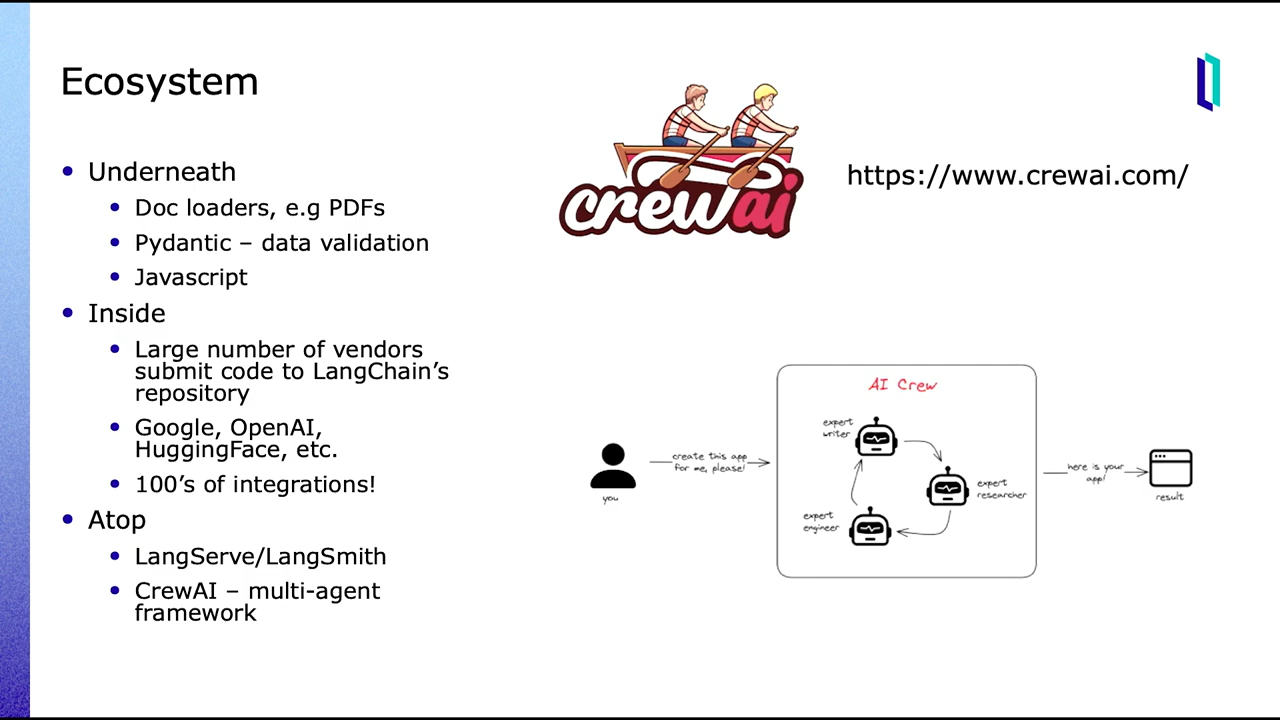 Ecosystem
Underneath
Doc loaders, e.g PDFs
Pydantic – data validation
Javascript
Inside
Large number of vendors
submit code to LangChain's
repository
Google, OpenAI,
HuggingFace, etc.
100's of integrations!
Atop
LangServe/LangSmith
CrewAI – multi-agent
framework
crewai
https://www.crewai.com/
AI Crew
you
create this app
for me, please!
expert
writer
expert
researcher
expert
engineer
here is your
app!
result